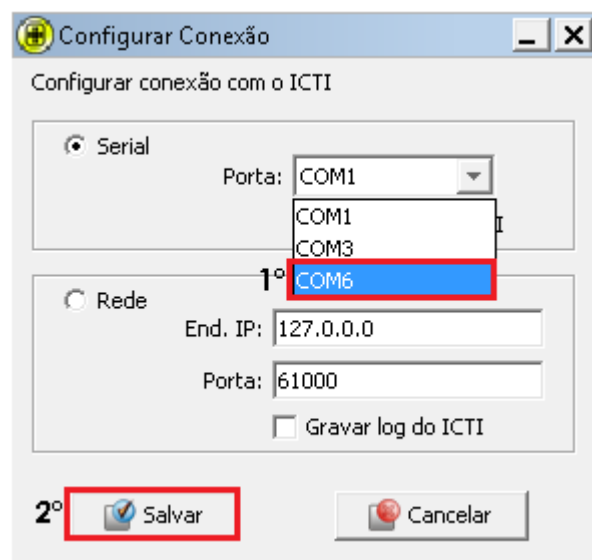 Configurar Conexão
Configurar conexão com o ICTI
Serial
Porta: COM1
COM1
COM3
1° COM6
Rede
End. IP: 127.0.0.0
Porta: 61000
Gravar log do ICTI
2° Salvar Cancelar